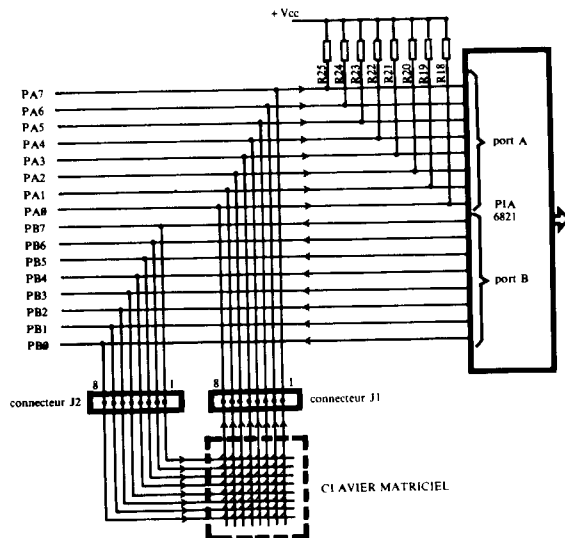 + Vcc
R25
R24
R23
R22
R21
R20
R19
R18
PA7
PA6
PA5
PA4
PA3
PA2
PA1
PA0
PB7
PB6
PB5
PB4
PB3
PB2
PB1
PB0
port A
PIA
6821
port B
8
1
connecteur J2
8
1
connecteur J1
CLAVIER MATRICIEL